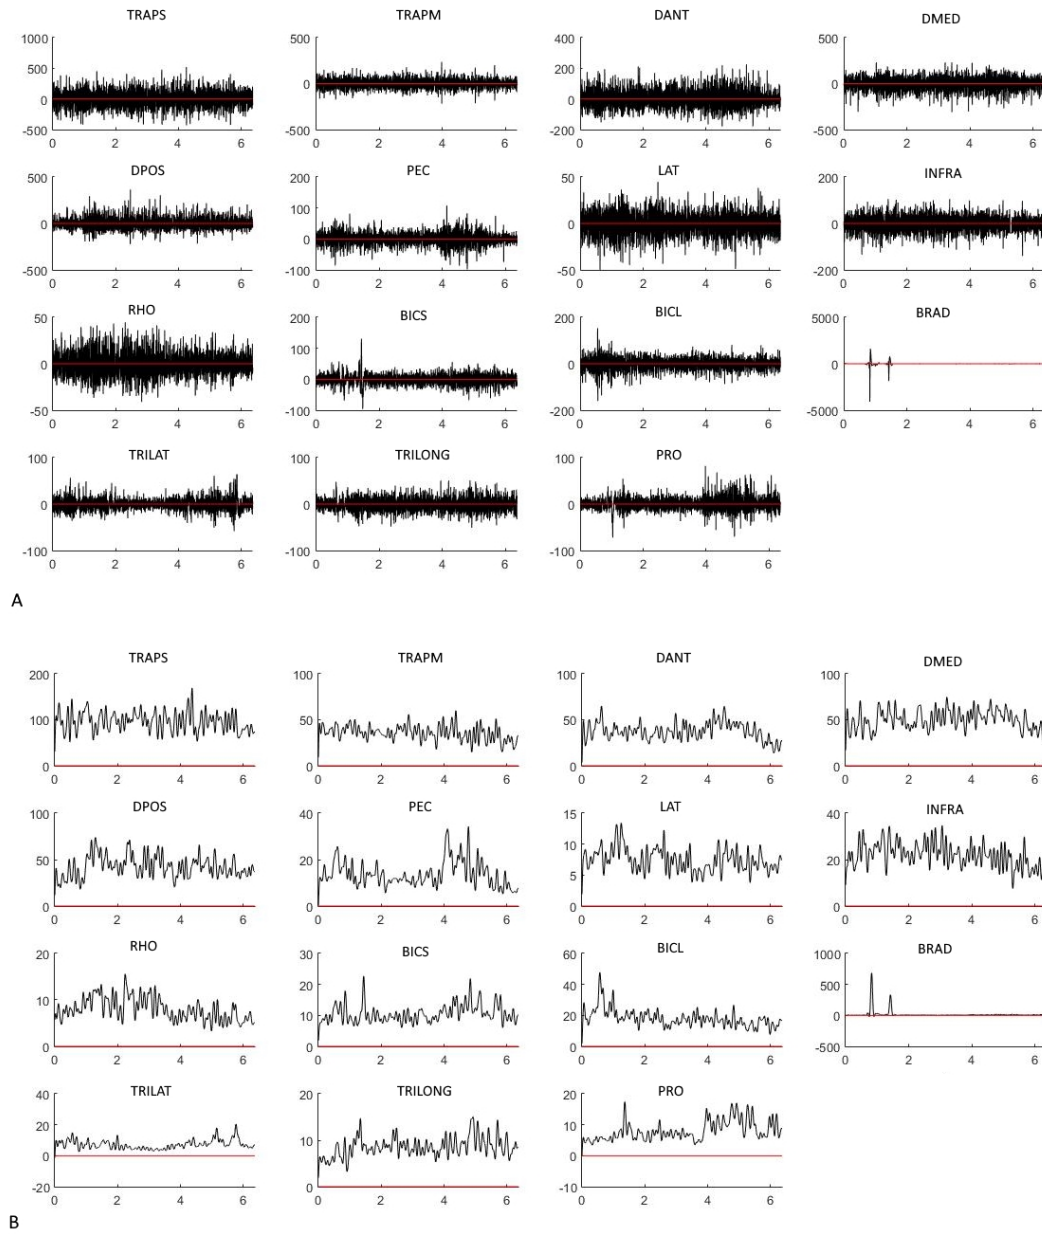 TRAPS TRAPM DANT DMED
1000 500 400 500
500 200
0 0 0 0
-500 -500 -200 -500
0 2 4 6 0 2 4 6 0 2 4 6 0 2 4 6
DPOS PEC LAT INFRA
500 200 50 200
100
0 0 0 0
-500 -100 -50 -200
0 2 4 6 0 2 4 6 0 2 4 6 0 2 4 6
RHO BICS BICL BRAD
50 200 200 5000
100
0 0 0 0
-50 -100 -200 -5000
0 2 4 6 0 2 4 6 0 2 4 6 0 2 4 6
TRILAT TRILONG PRO
100 100 100
0 0 0
-100 -100 -100
0 2 4 6 0 2 4 6 0 2 4 6
A
TRAPS TRAPM DANT DMED
200 100 100 100
100 50 50 50
0 0 0 0
0 2 4 6 0 2 4 6 0 2 4 6 0 2 4 6
DPOS PEC LAT INFRA
100 40 15 40
10
50 20 20
5
0 0 0 0
0 2 4 6 0 2 4 6 0 2 4 6 0 2 4 6
RHO BICS BICL BRAD
20 30 60 1000
20 40 500
10
10 20 0
0 0 0 -500
0 2 4 6 0 2 4 6 0 2 4 6 0 2 4 6
TRILAT TRILONG PRO
40 20 20
20 10
10
0 0
-20 0 -10
0 2 4 6 0 2 4 6 0 2 4 6
B